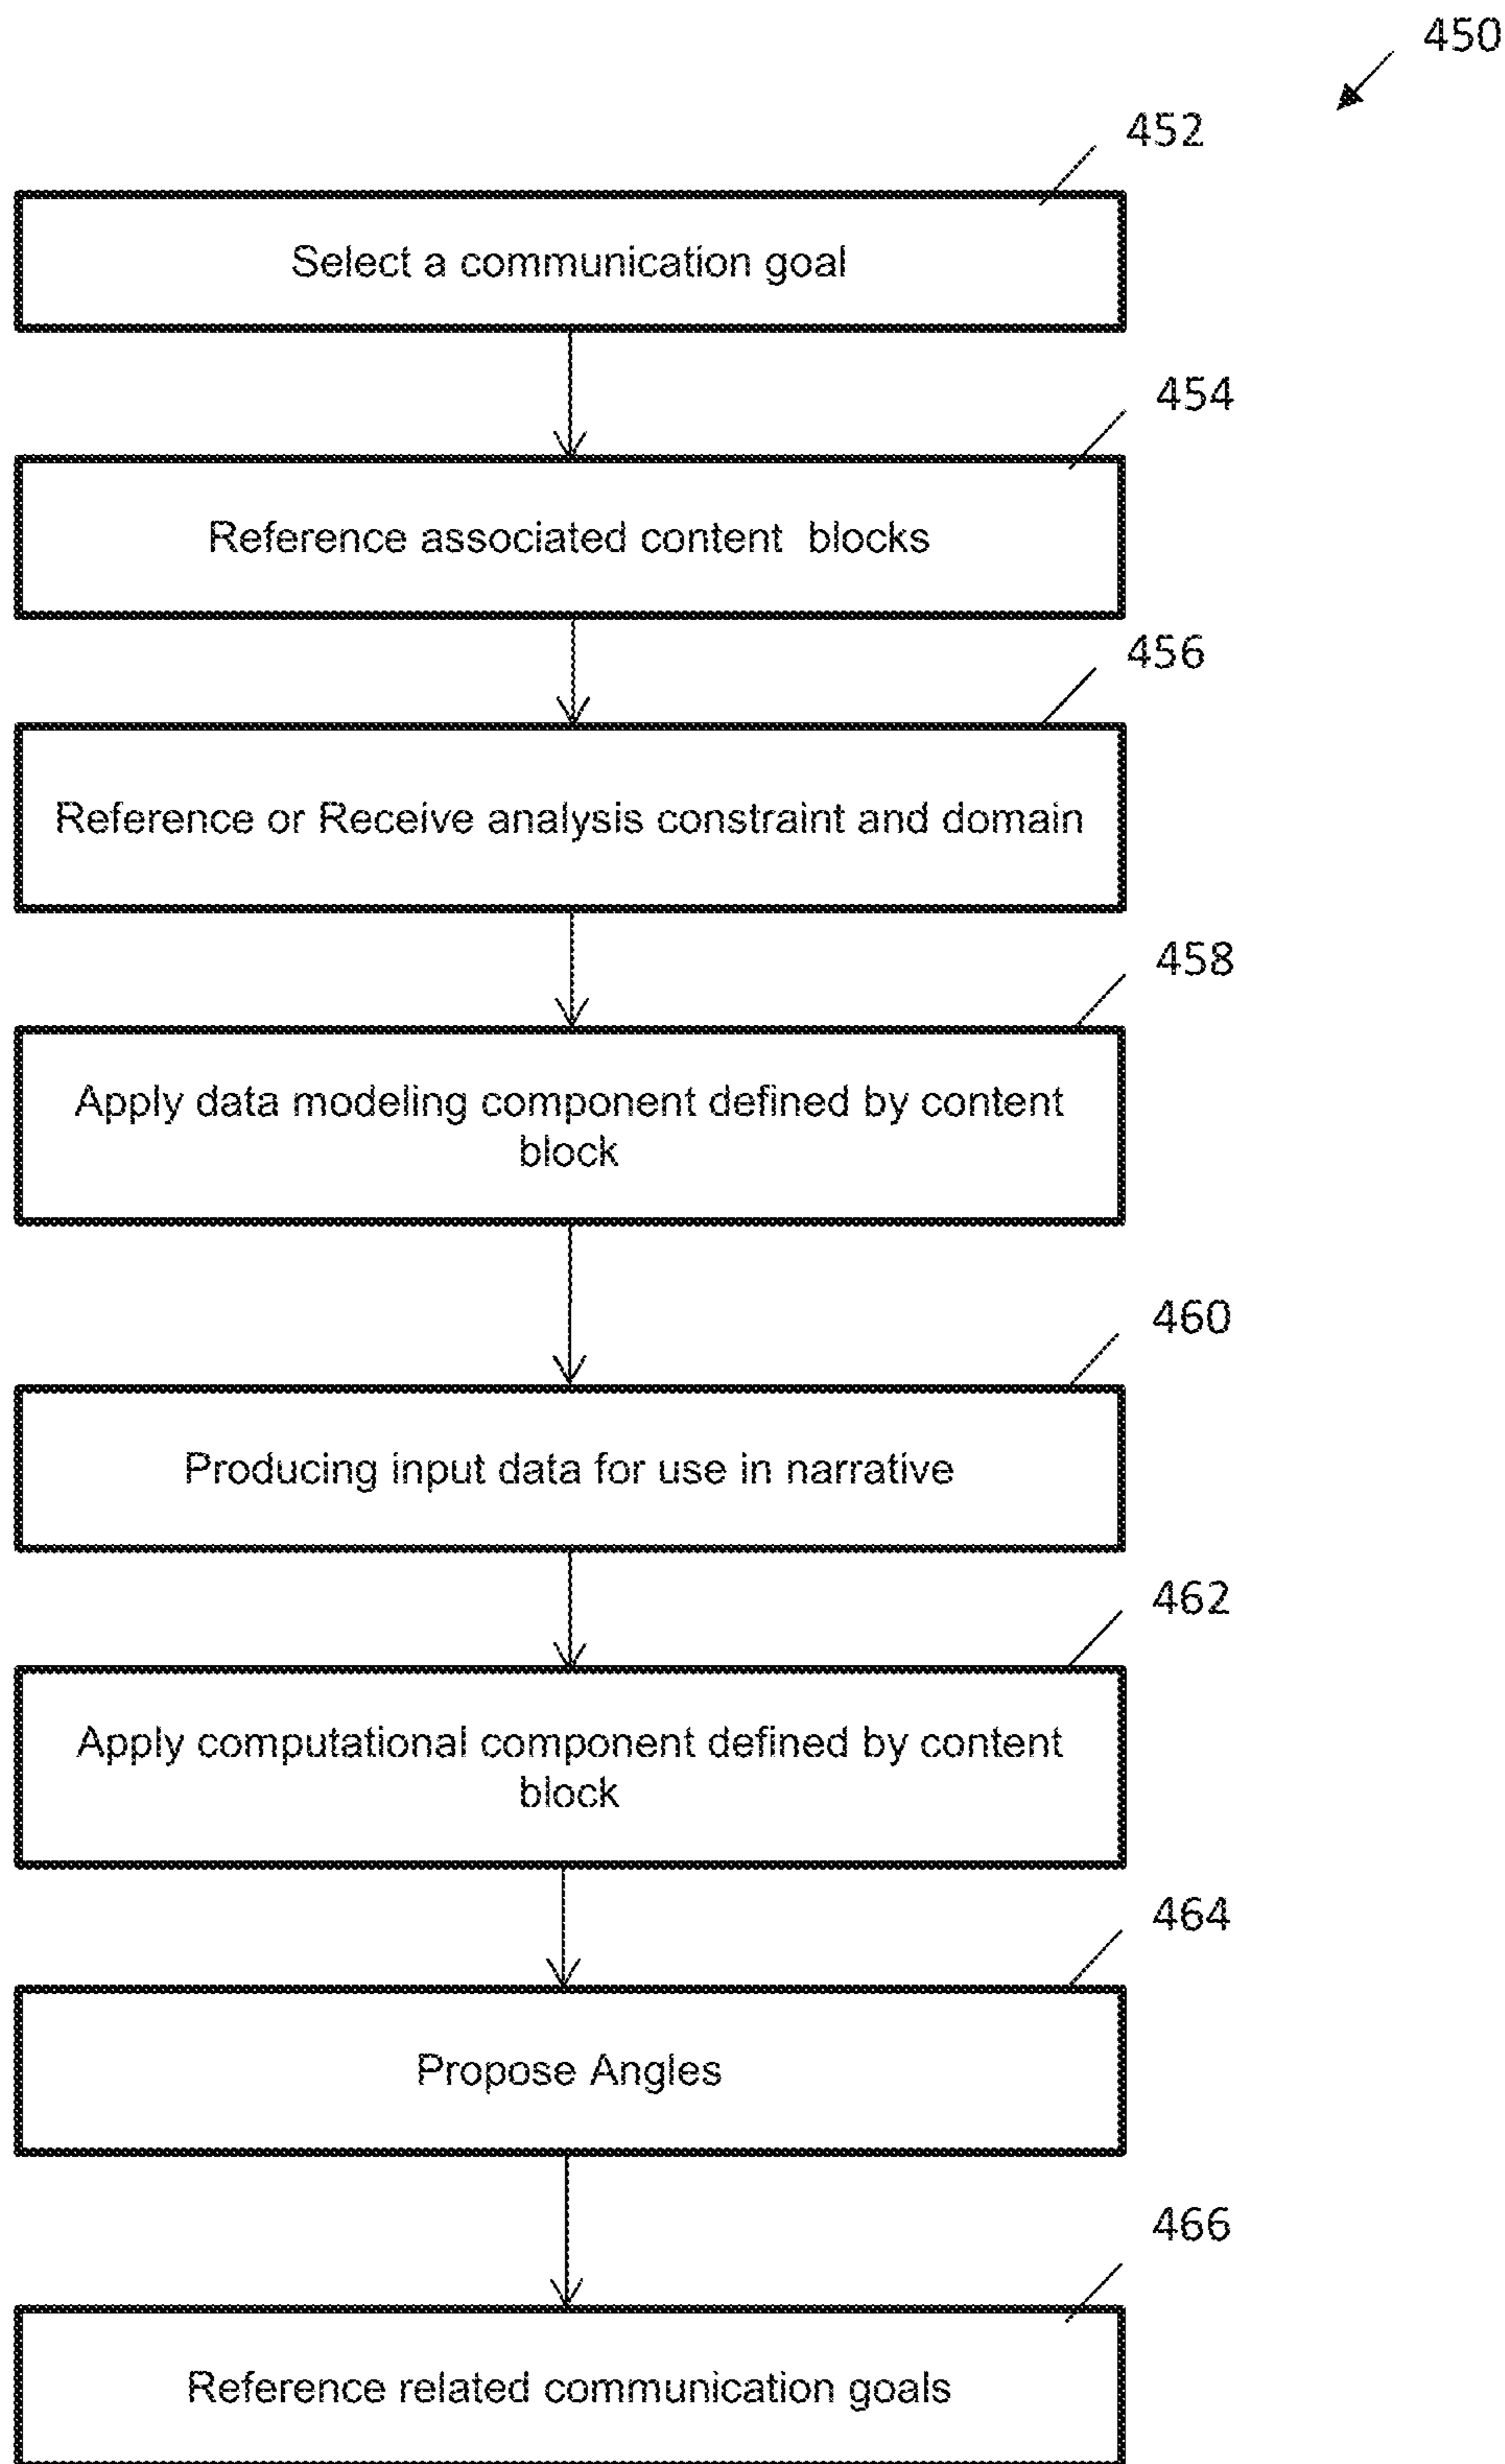 450
452
Select a communication goal
454
Reference associated content blocks
456
Reference or Receive analysis constraint and domain
458
Apply data modeling component defined by content
block
460
Producing input data for use in narrative
462
Apply computational component defined by content
block
464
Propose Angles
466
Reference related communication goals